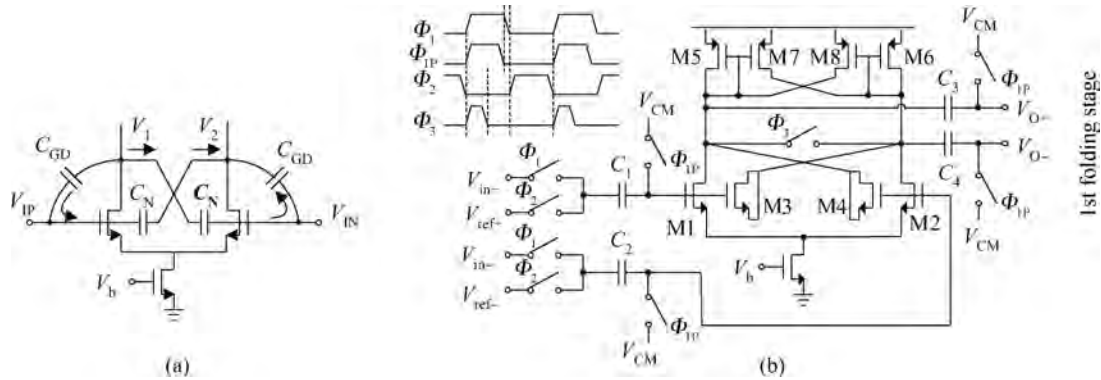 Φ1
Φ1P
Φ2
Φ3
V1
V2
CGD
CGD
CN
CN
VIP
VIN
Vb
(a)
M5
M7
M8
M6
VCM
C3
Φ1P
VO−
VCM
Φ3
C4
VO−
Φ1P
VCM
Φ1
Vin−
Φ2
Vref−
C1
Φ1P
M1
M3
M4
M2
Φ1
Vin−
Φ2
Vref−
C2
Φ1P
VCM
Vb
(b)
1st folding stage